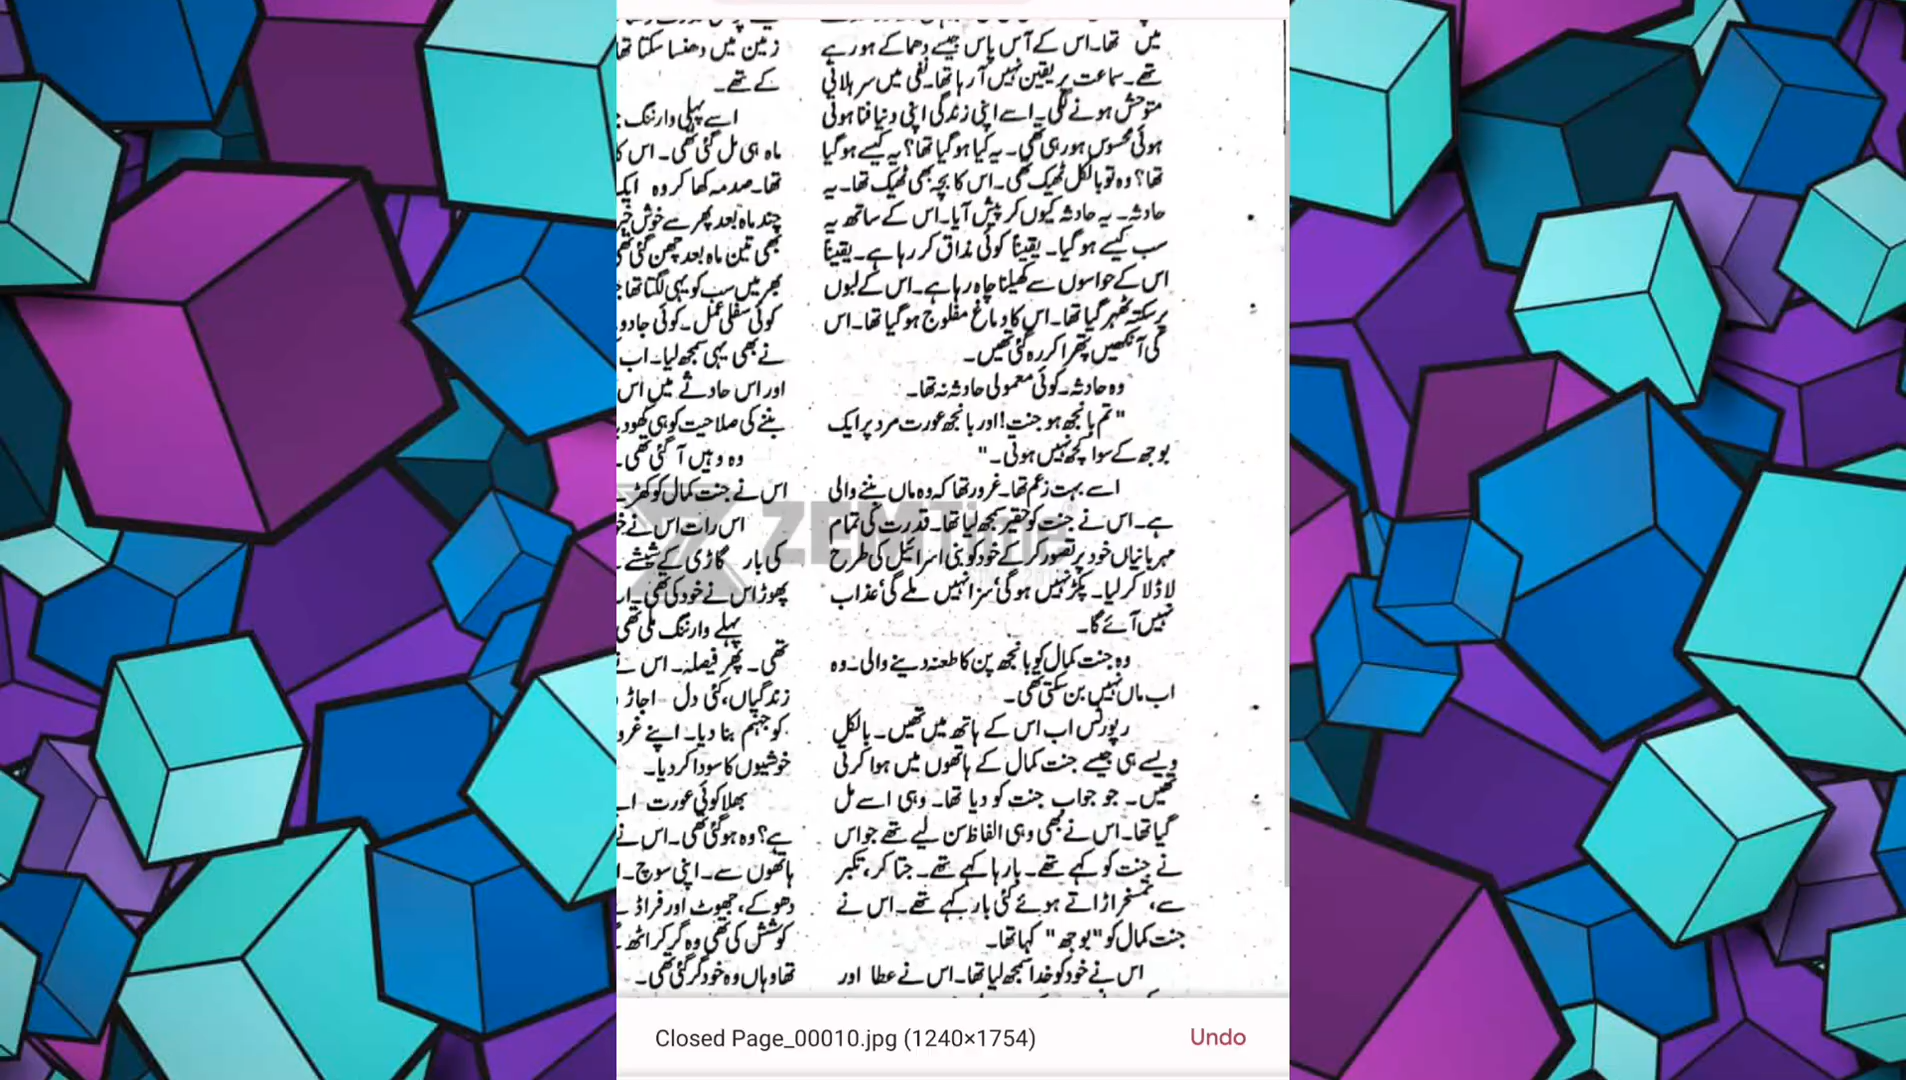 میں تھا۔ اس کے آس پاس جیسے دھماکے ہو رہے
تھے۔ سماعت پر یقین نہیں آ رہا تھا۔ نفی میں سر ہلاتی
متوحش ہونے لگی۔ اسے اپنی زندگی اپنی دنیا فنا ہوتی
ہوئی محسوس ہو رہی تھی۔ یہ کیا ہو گیا تھا؟ یہ کیسے ہو گیا
تھا؟ وہ تو بالکل ٹھیک تھی۔ اس کا بچہ بھی ٹھیک تھا۔ یہ
حادثہ۔ یہ حادثہ کیوں کر پیش آیا۔ اس کے ساتھ یہ
سب کیسے ہو گیا۔ یقیناً کوئی مذاق کر رہا ہے۔ یقیناً
اس کے حواسوں سے کھیلنا چاہ رہا ہے۔ اس کے لبوں
پر سکتہ ٹھہر گیا تھا۔ اس کا دماغ مفلوج ہو گیا تھا۔ اس
کی آنکھیں پتھرا کر رہ گئی تھیں۔
وہ حادثہ۔ کوئی معمولی حادثہ نہ تھا۔
"تم بانجھ ہو جنت! اور بانجھ عورت مرد پر ایک
بوجھ کے سوا کچھ نہیں ہوتی۔"
اسے بہت زعم تھا۔ غرور تھا کہ وہ ماں بننے والی
ہے۔ اس نے جنت کو حقیر سمجھ لیا تھا۔ قدرت کی تمام
مہربانیاں خود پر تصور کر کے خود کو بنی اسرائیل کی طرح
لاڈلا کر لیا۔ پکڑ نہیں ہو گی، سزا نہیں ملے گی، عذاب
نہیں آئے گا۔
وہ جنت کمال کو بانجھ پن کا طعنہ دینے والی۔ وہ
اب ماں نہیں بن سکتی تھی۔
رپورٹس اب اس کے ہاتھ میں تھیں۔ بالکل
ویسے ہی جیسے جنت کمال کے ہاتھوں میں ہوا کرتی
تھیں۔ جو جواب جنت کو دیا تھا۔ وہی اسے مل
گیا تھا۔ اس نے بھی وہی الفاظ سن لیے تھے جو اس
نے جنت کو کہے تھے۔ بارہا کہے تھے۔ جتا کر، تکبر
سے، تمسخر اڑاتے ہوئے کئی بار کہے تھے۔ اس نے
جنت کمال کو "بوجھ" کہا تھا۔
اس نے خود کو خدا سمجھ لیا تھا۔ اس نے عطا اور
زمین میں دھنسا سکتا تھا
کے تھے۔
اسے پہلی وارننگ
ماہ ہی مل گئی تھی۔ اس
تھا۔ صدمہ کھا کر وہ ایک
چند ماہ بعد پھر سے خوش
بھی تین ماہ بعد چھن گئی
گھر میں سب کو یہی لگتا تھا
کوئی سفلی عمل۔ کوئی جادو
نے بھی یہی سمجھ لیا۔ اب
اور اس حادثے میں اس
بننے کی صلاحیت کو ہی کھو
وہ وہیں آ گئی تھی۔
اس نے جنت کمال کو
اس رات اس نے
کی بار گاڑی کے شیشے
پھوڑ اس نے خود کی تھی۔
پہلے وارننگ ملی تھی
تھی۔ پھر فیصلہ۔ اس
زندگیاں، کئی دل اجاڑ
کو جہنم بنا دیا۔ اپنے
خوشیوں کا سودا کر دیا۔
بھلا کوئی عورت
ہے؟ وہ ہو گئی تھی۔ اس نے
ہاتھوں سے۔ اپنی سوچ۔
دھوکے، جھوٹ اور فراڈ
کوشش کی تھی وہ گر کر اٹھ
تھا وہاں وہ خود گر گئی تھی۔
ZEMTime
Closed Page_00010.jpg (1240×1754)
Undo